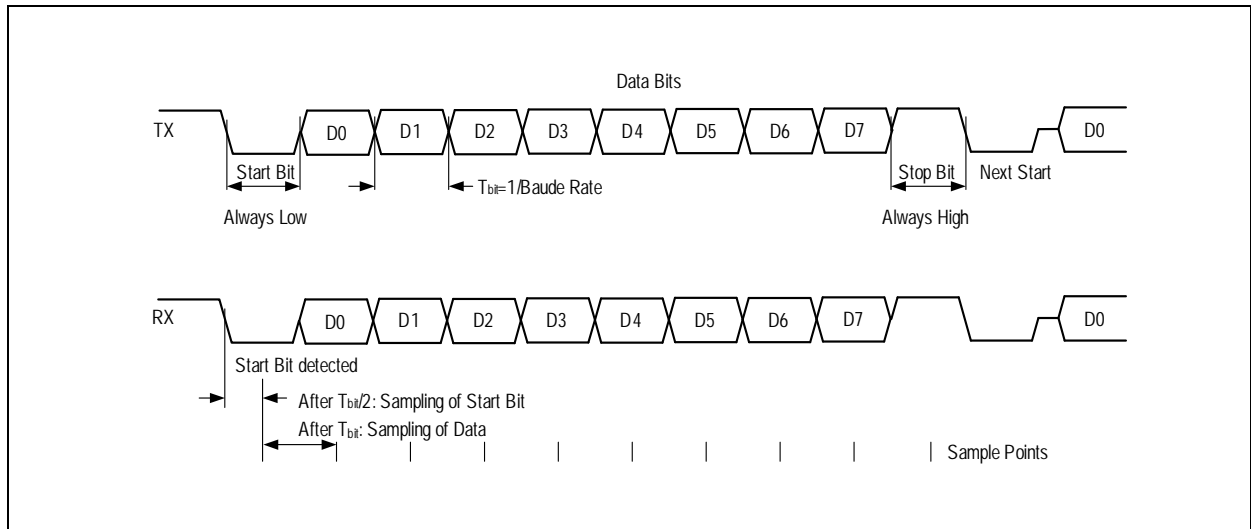 Data Bits
TX D0 D1 D2 D3 D4 D5 D6 D7 D0
Start Bit Stop Bit Next Start
Tbit=1/Baude Rate
Always Low Always High
RX D0 D1 D2 D3 D4 D5 D6 D7 D0
Start Bit detected
After Tbit/2: Sampling of Start Bit
After Tbit: Sampling of Data
Sample Points